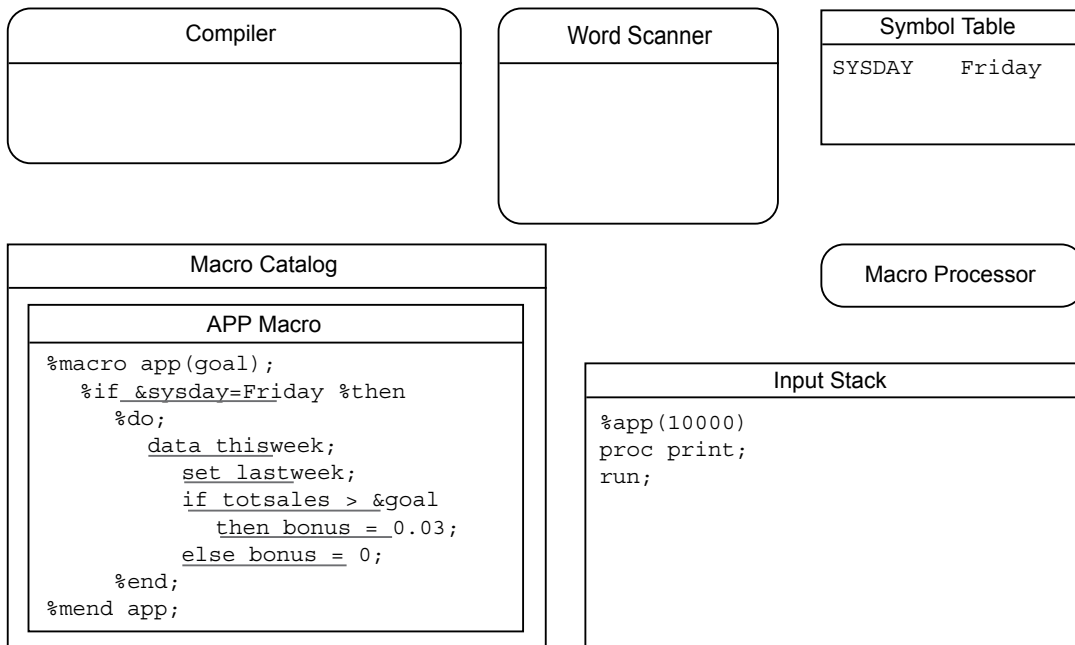 Compiler
Word Scanner
Symbol Table
SYSDAY Friday
Macro Catalog
APP Macro
%macro app(goal);
%if &sysday=Friday %then
%do;
data thisweek;
set lastweek;
if totsales > &goal
then bonus = 0.03;
else bonus = 0;
%end;
%mend app;
Macro Processor
Input Stack
%app(10000)
proc print;
run;